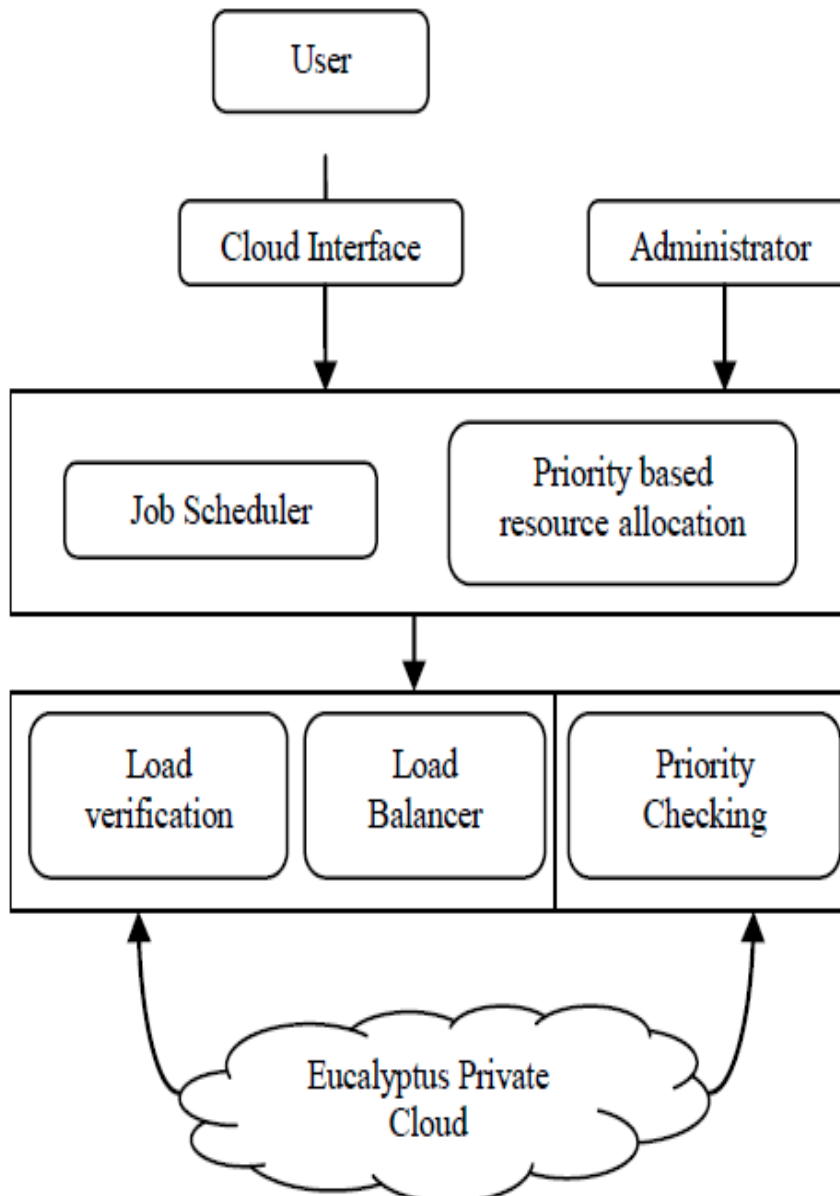 User
Cloud Interface
Administrator
Job Scheduler
Priority based
resource allocation
Load
verification
Load
Balancer
Priority
Checking
Eucalyptus Private
Cloud